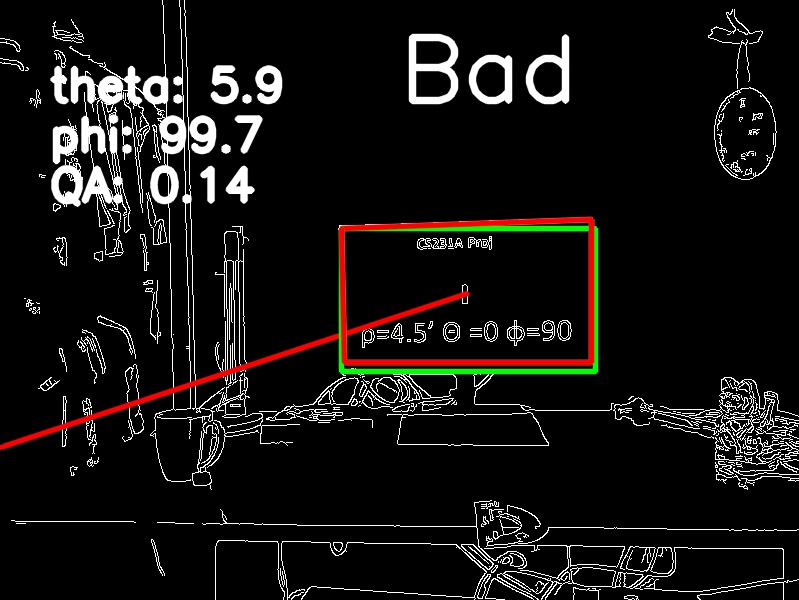 Bad
theta: 5.9
phi: 99.7
QA: 0.14
CS231A Proj
ρ=4.5' Θ =0 ϕ=90